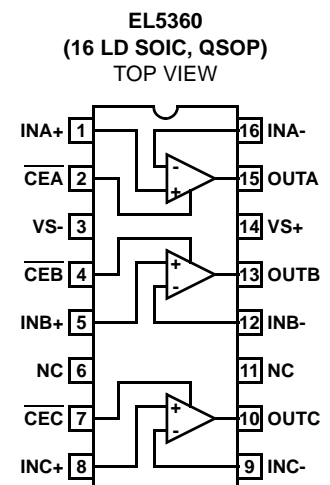 EL5360
(16 LD SOIC, QSOP)
TOP VIEW
INA+ 1 16 INA-
CEA 2 15 OUTA
VS- 3 14 VS+
CEB 4 13 OUTB
INB+ 5 12 INB-
NC 6 11 NC
CEC 7 10 OUTC
INC+ 8 9 INC-
- +
+ -
+ -